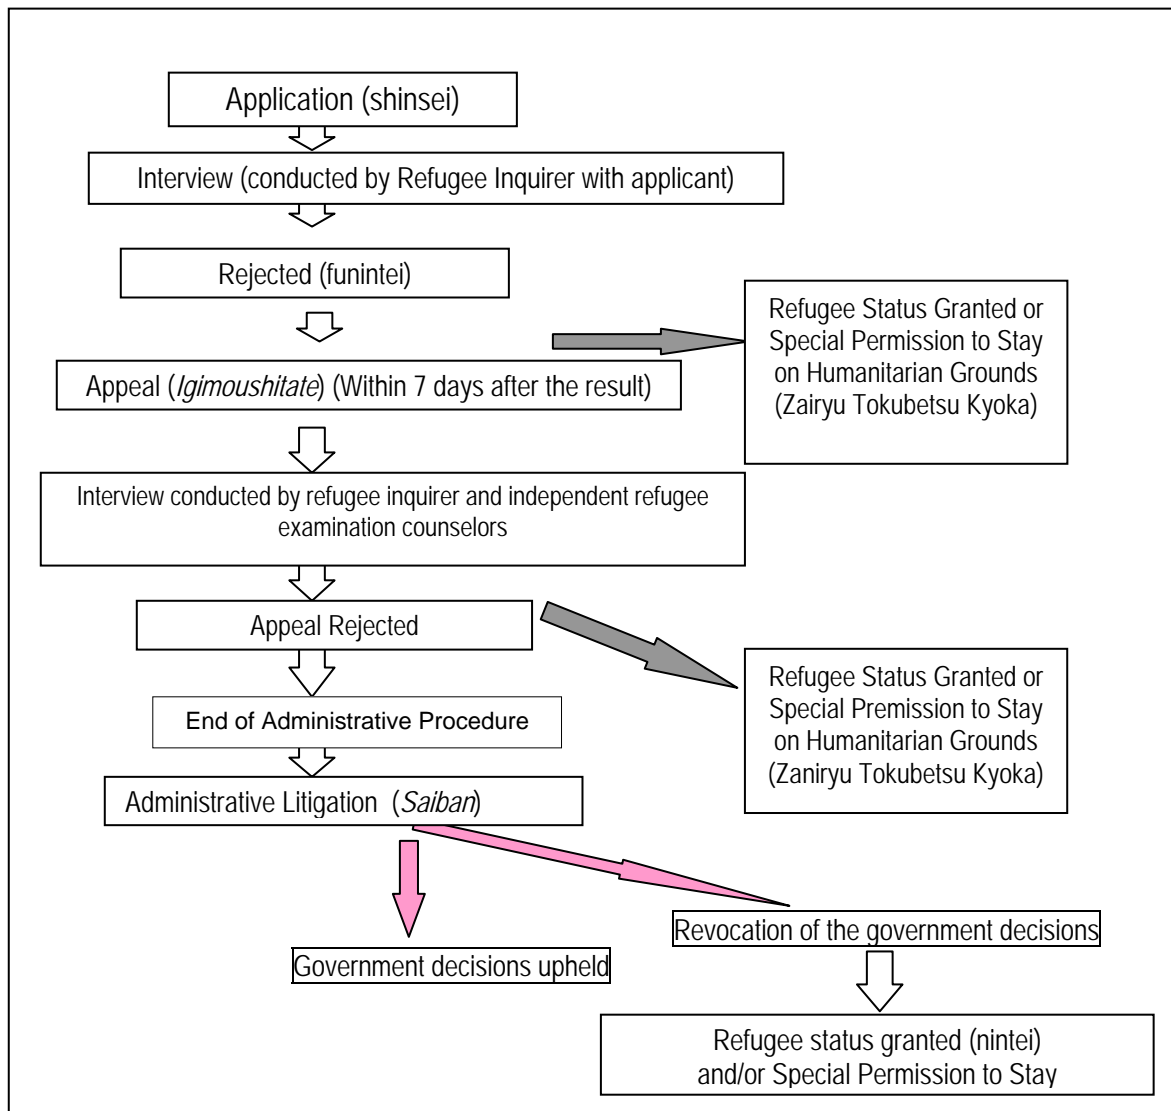 Application (shinsei)
Interview (conducted by Refugee Inquirer with applicant)
Rejected (funintei)
Refugee Status Granted or
Special Permission to Stay
on Humanitarian Grounds
(Zairyu Tokubetsu Kyoka)
Appeal (Igimoushitate) (Within 7 days after the result)
Interview conducted by refugee inquirer and independent refugee
examination counselors
Appeal Rejected
Refugee Status Granted or
Special Premission to Stay
on Humanitarian Grounds
(Zaniryu Tokubetsu Kyoka)
End of Administrative Procedure
Administrative Litigation (Saiban)
Revocation of the government decisions
Government decisions upheld
Refugee status granted (nintei)
and/or Special Permission to Stay